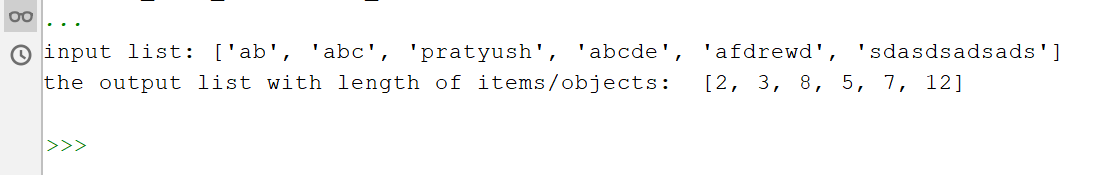 ...
input list: ['ab', 'abc', 'pratyush', 'abcde', 'afdrewd', 'sdasdsadsads']
the output list with length of items/objects:  [2, 3, 8, 5, 7, 12]
>>>